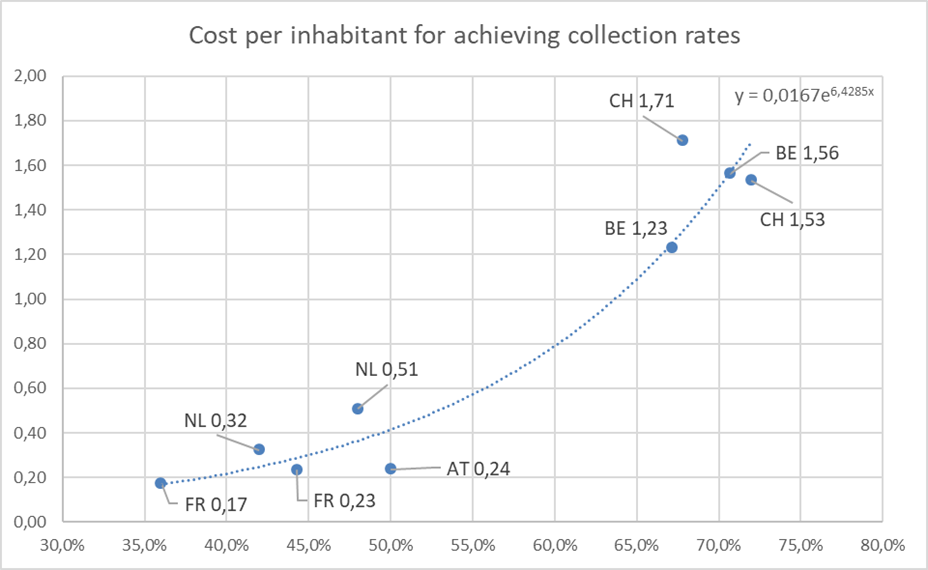 Cost per inhabitant for achieving collection rates
2,00
1,80
1,60
1,40
1,20
1,00
0,80
0,60
0,40
0,20
0,00
y = 0,0167e^6,4285x
CH 1,71
BE 1,56
CH 1,53
BE 1,23
NL 0,51
NL 0,32
AT 0,24
FR 0,17
FR 0,23
30,0% 35,0% 40,0% 45,0% 50,0% 55,0% 60,0% 65,0% 70,0% 75,0% 80,0%